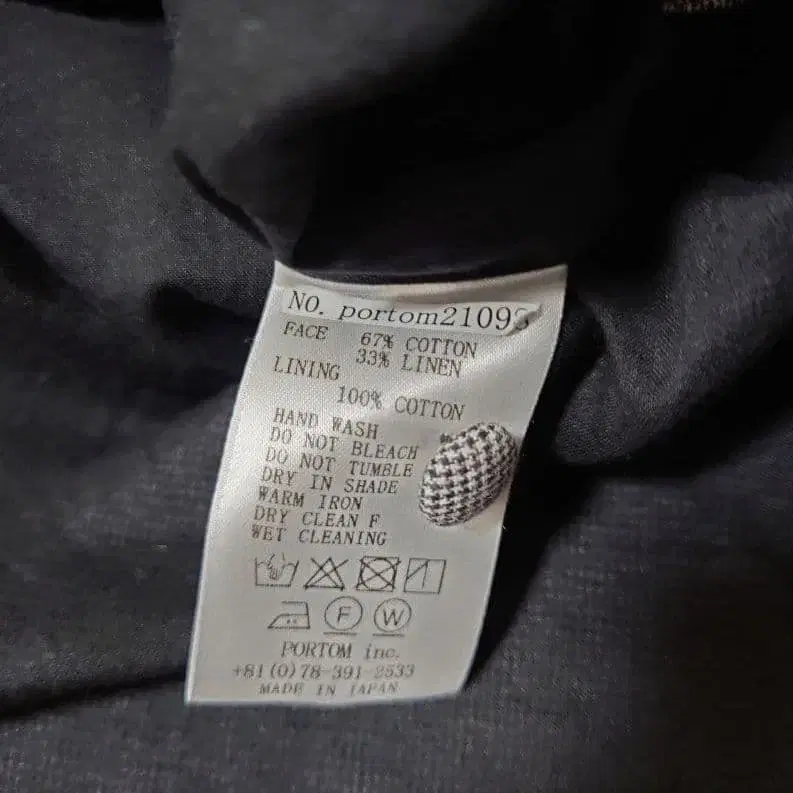 NO. portom21093
FACE 67% COTTON
33% LINEN
LINING
100% COTTON
HAND WASH
DO NOT BLEACH
DO NOT TUMBLE
DRY IN SHADE
WARM IRON
DRY CLEAN F
WET CLEANING
F W
PORTOM inc.
+81(0)78-391-2533
MADE IN JAPAN